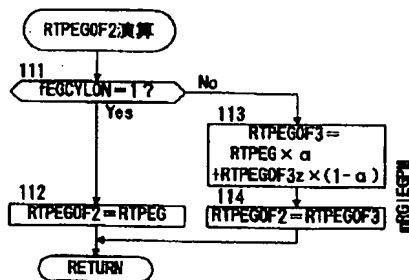 RTPEGOF2演算
111
fEGCYLON=1?
No
Yes
113
RTPEGOF3=
RTPEG×a
+RTPEGOF3z×(1-a)
112
114
RTPEGOF2=RTPEG
RTPEGOF2=RTPEGOF3
RETURN